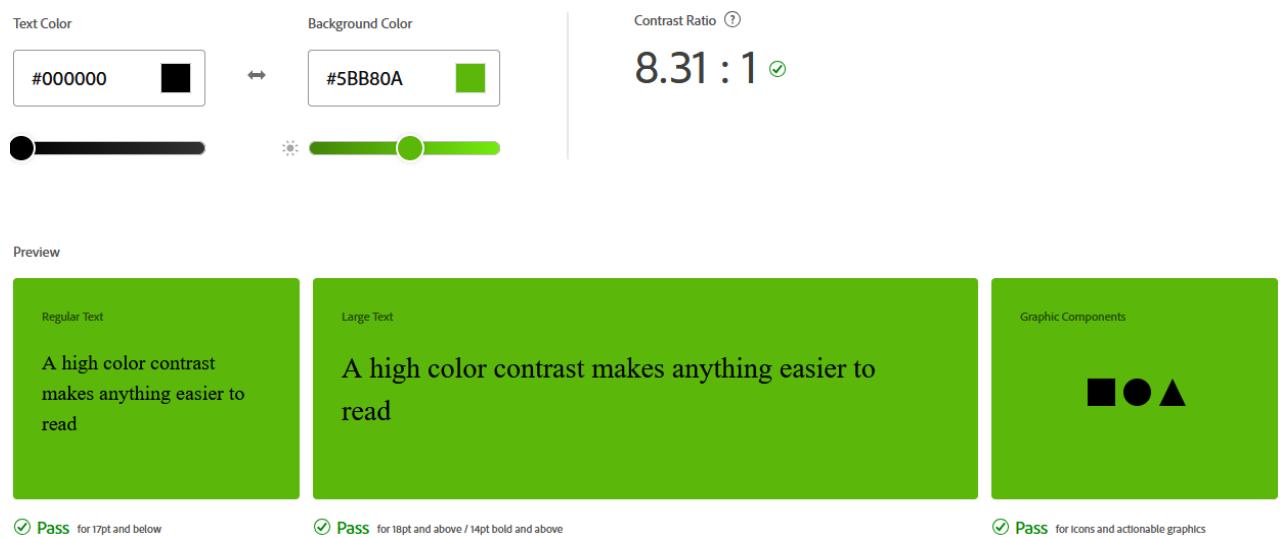 Text Color
Background Color
Contrast Ratio ?
#000000
#5BB80A
8.31 : 1
Preview
Regular Text
A high color contrast
makes anything easier to
read
Large Text
A high color contrast makes anything easier to
read
Graphic Components
Pass for 17pt and below
Pass for 18pt and above / 14pt bold and above
Pass for Icons and actionable graphics